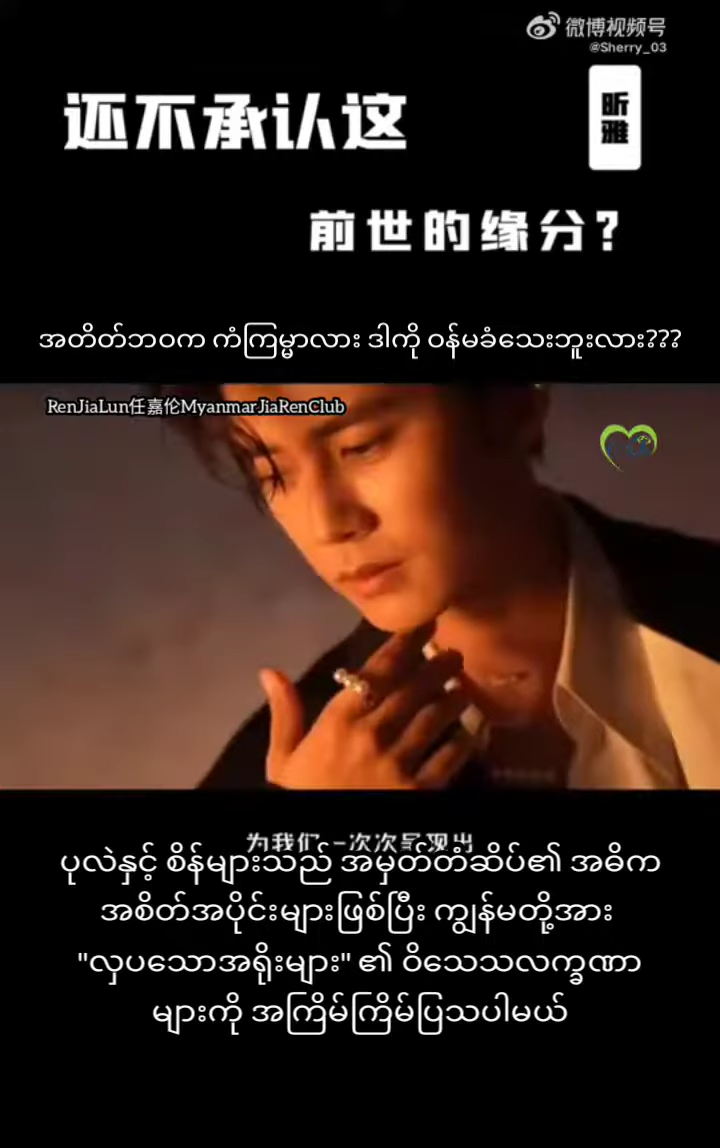 微博视频号
@Sherry_03
还不承认这
昕雅
前世的缘分?
အတိတ်ဘဝက ကံကြမ္မာလား ဒါကို ဝန်မခံသေးဘူးလား???
RenJiaLun任嘉伦MyanmarJiaRenClub
为我们一次次呈现出
ပုလဲနှင့် စိန်များသည် အမှတ်တံဆိပ်၏ အဓိက
အစိတ်အပိုင်းများဖြစ်ပြီး ကျွန်မတို့အား
"လှပသောအရိုးများ" ၏ ဝိသေသလက္ခဏာ
များကို အကြိမ်ကြိမ်ပြသပါမယ်